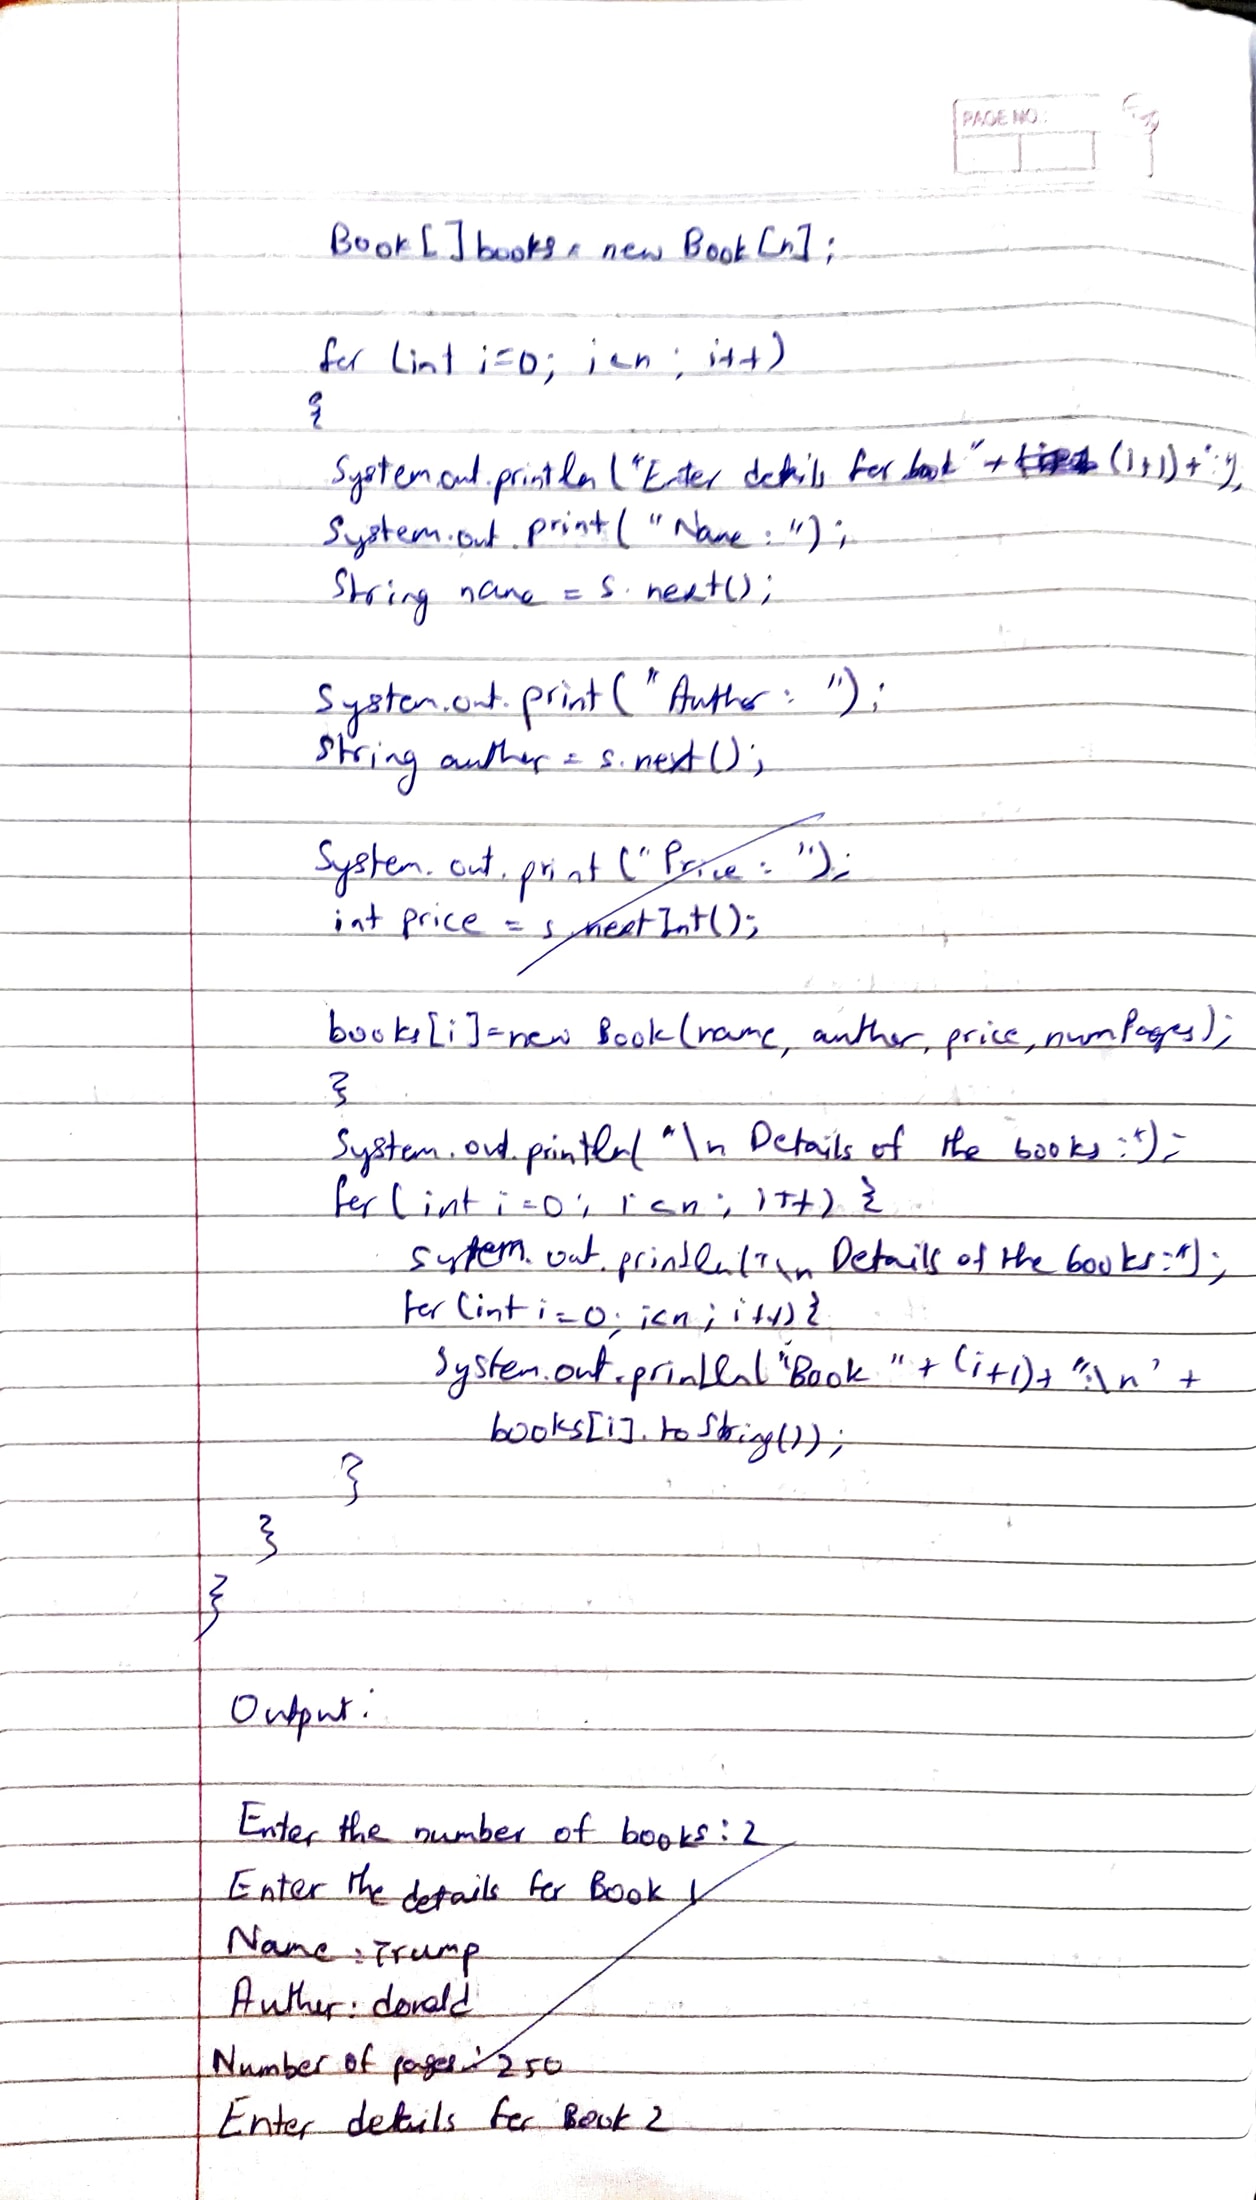 PAGE NO.:
Book[] books = new Book[n];
for (int i=0; i<n; i++)
{
System.out.println("Enter details for book "+ (i+1)+":");
System.out.print("Name : ");
String name = s.next();
System.out.print("Auther : ");
String auther = s.next();
System.out.print("Price : ");
int price = s.nextInt();
books[i]=new Book(name, auther, price, numPages);
}
System.out.println("\n Details of the books :");
for (int i=0; i<n; i++) {
System.out.println("\n Details of the books:");
for (int i=0; i<n; i++) {
System.out.println("Book " + (i+1)+ ":\n" +
books[i].toString());
}
}
}
Output:
Enter the number of books: 2
Enter the details for Book 1
Name : Trump
Auther : donald
Number of pages : 250
Enter details for Book 2